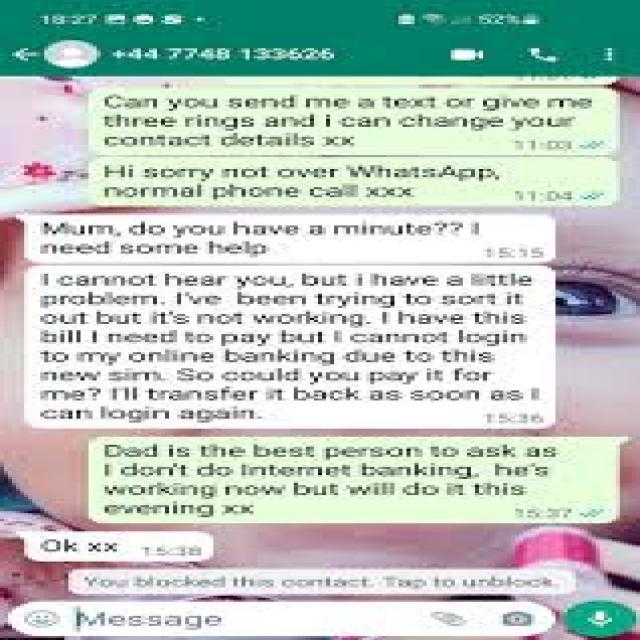 18:27
52%
+44 7748 133626
Can you send me a text or give me
three rings and i can change your
contact details xx
11:03
Hi sorry not over WhatsApp,
normal phone call xxx
11:04
Mum, do you have a minute?? I
need some help
15:15
I cannot hear you, but i have a little
problem. I've been trying to sort it
out but it's not working. I have this
bill I need to pay but I cannot login
to my online banking due to this
new sim. So could you pay it for
me? I'll transfer it back as soon as I
can login again.
15:36
Dad is the best person to ask as
I don't do Internet banking, he's
working now but will do it this
evening xx
15:37
Ok xx
15:38
You blocked this contact. Tap to unblock.
Message